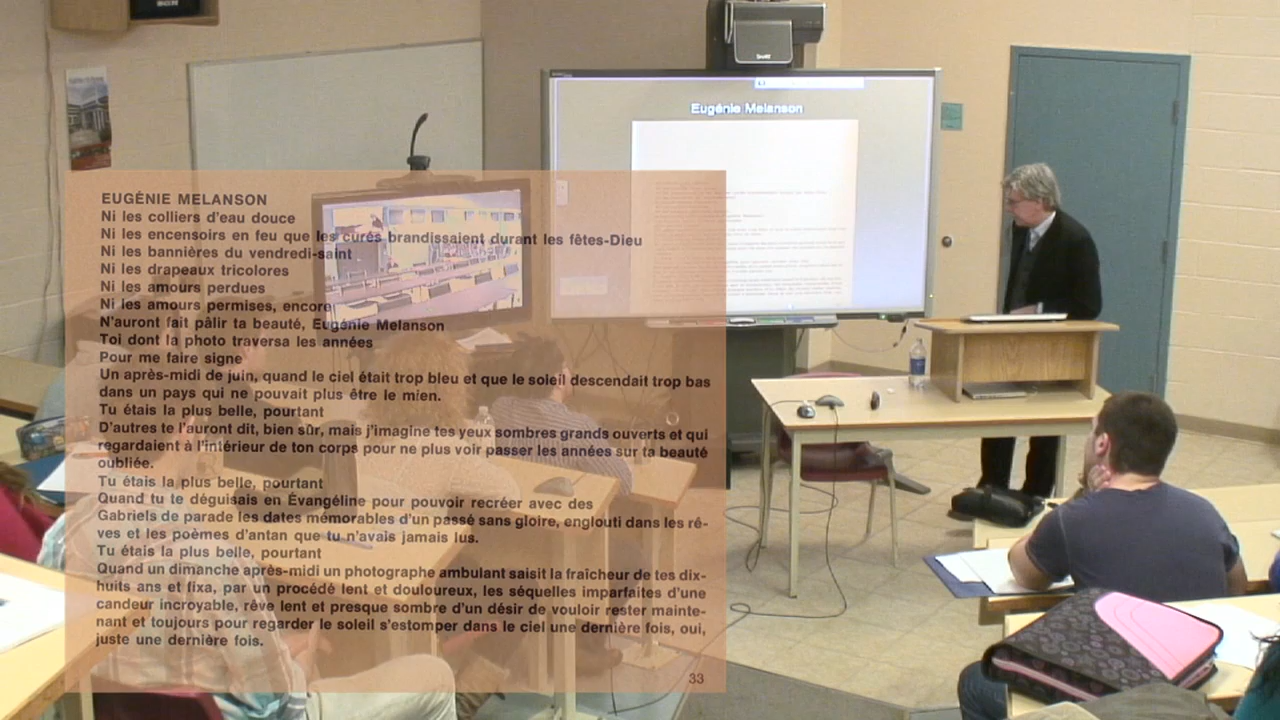 Eugénie Melanson
EUGÉNIE MELANSON
Ni les colliers d'eau douce
Ni les encensoirs en feu que les curés brandissaient durant les fêtes-Dieu
Ni les bannières du vendredi-saint
Ni les drapeaux tricolores
Ni les amours perdues
Ni les amours permises, encore
N'auront fait pâlir ta beauté, Eugénie Melanson
Toi dont la photo traversa les années
Pour me faire signe
Un après-midi de juin, quand le ciel était trop bleu et que le soleil descendait trop bas
dans un pays qui ne pouvait plus être le mien.
Tu étais la plus belle, pourtant
D'autres te l'auront dit, bien sûr, mais j'imagine tes yeux sombres grands ouverts et qui
regardaient à l'intérieur de ton corps pour ne plus voir passer les années sur ta beauté
oubliée.
Tu étais la plus belle, pourtant
Quand tu te déguisais en Évangéline pour pouvoir recréer avec des
Gabriels de parade les dates mémorables d'un passé sans gloire, englouti dans les rê-
ves et les poèmes d'antan que tu n'avais jamais lus.
Tu étais la plus belle, pourtant
Quand un dimanche après-midi un photographe ambulant saisit la fraîcheur de tes dix-
huits ans et fixa, par un procédé lent et douloureux, les séquelles imparfaites d'une
candeur incroyable, rêve lent et presque sombre d'un désir de vouloir rester mainte-
nant et toujours pour regarder le soleil s'estomper dans le ciel une dernière fois, oui,
juste une dernière fois.
33